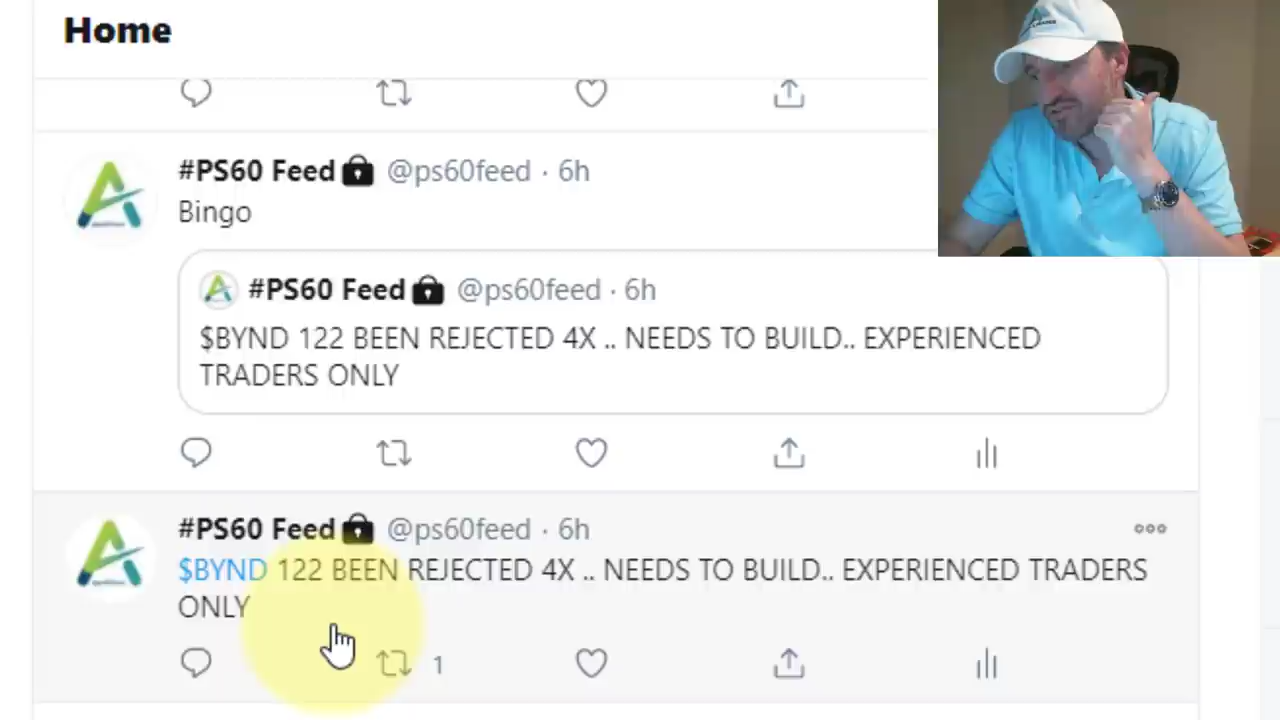 Home
#PS60 Feed🔒 @ps60feed · 6h
Bingo
#PS60 Feed🔒 @ps60feed · 6h
$BYND 122 BEEN REJECTED 4X .. NEEDS TO BUILD.. EXPERIENCED
TRADERS ONLY
#PS60 Feed🔒 @ps60feed · 6h
$BYND 122 BEEN REJECTED 4X .. NEEDS TO BUILD.. EXPERIENCED TRADERS
ONLY
1